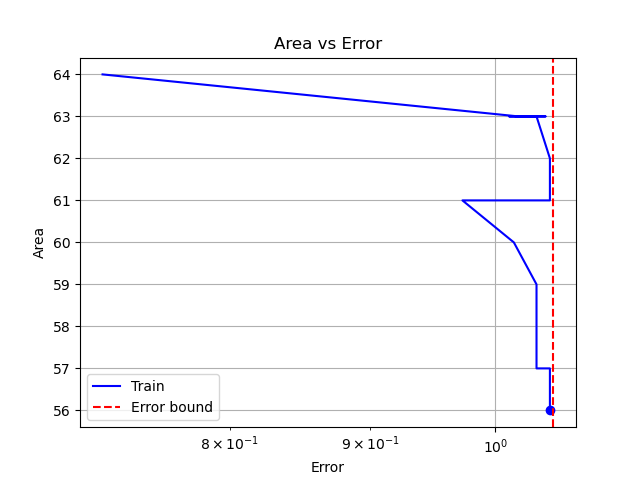 Area vs Error
64
63
62
61
60
59
58
57
56
Area
Train
Error bound
8 × 10⁻¹
9 × 10⁻¹
10⁰
Error